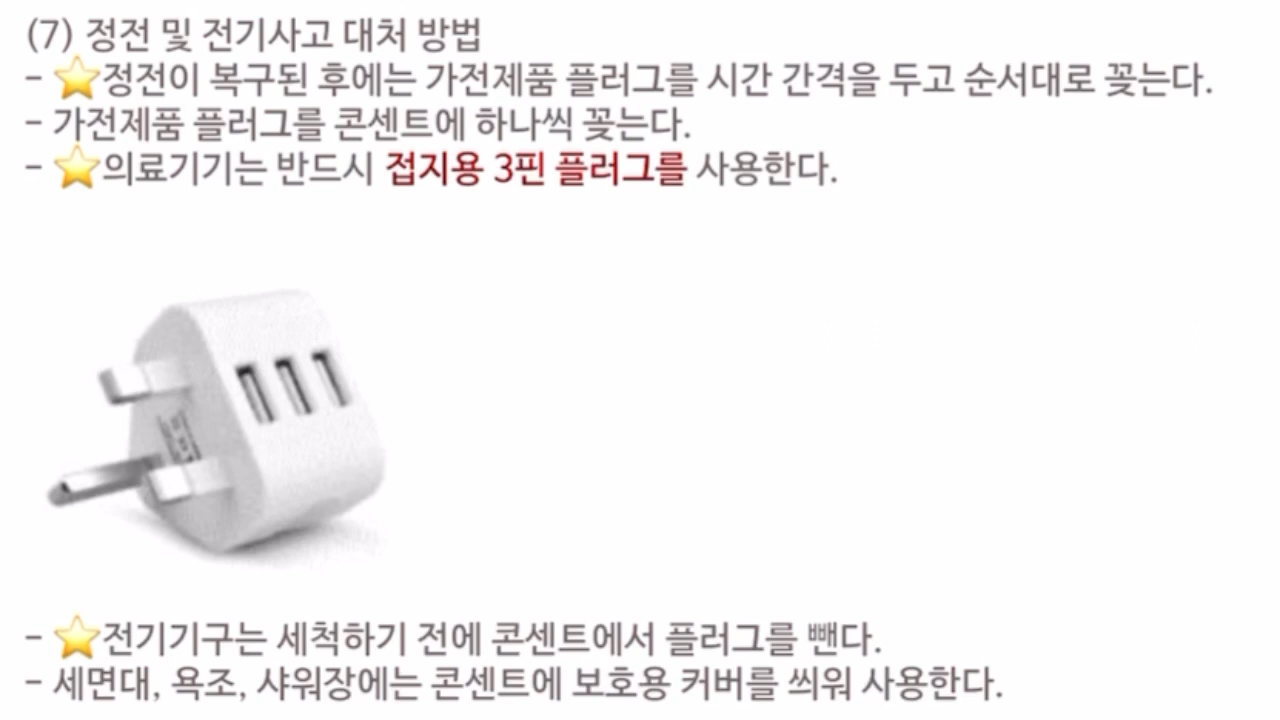 (7) 정전 및 전기사고 대처 방법
- ⭐정전이 복구된 후에는 가전제품 플러그를 시간 간격을 두고 순서대로 꽂는다.
- 가전제품 플러그를 콘센트에 하나씩 꽂는다.
- ⭐의료기기는 반드시 접지용 3핀 플러그를 사용한다.
- ⭐전기기구는 세척하기 전에 콘센트에서 플러그를 뺀다.
- 세면대, 욕조, 샤워장에는 콘센트에 보호용 커버를 씌워 사용한다.